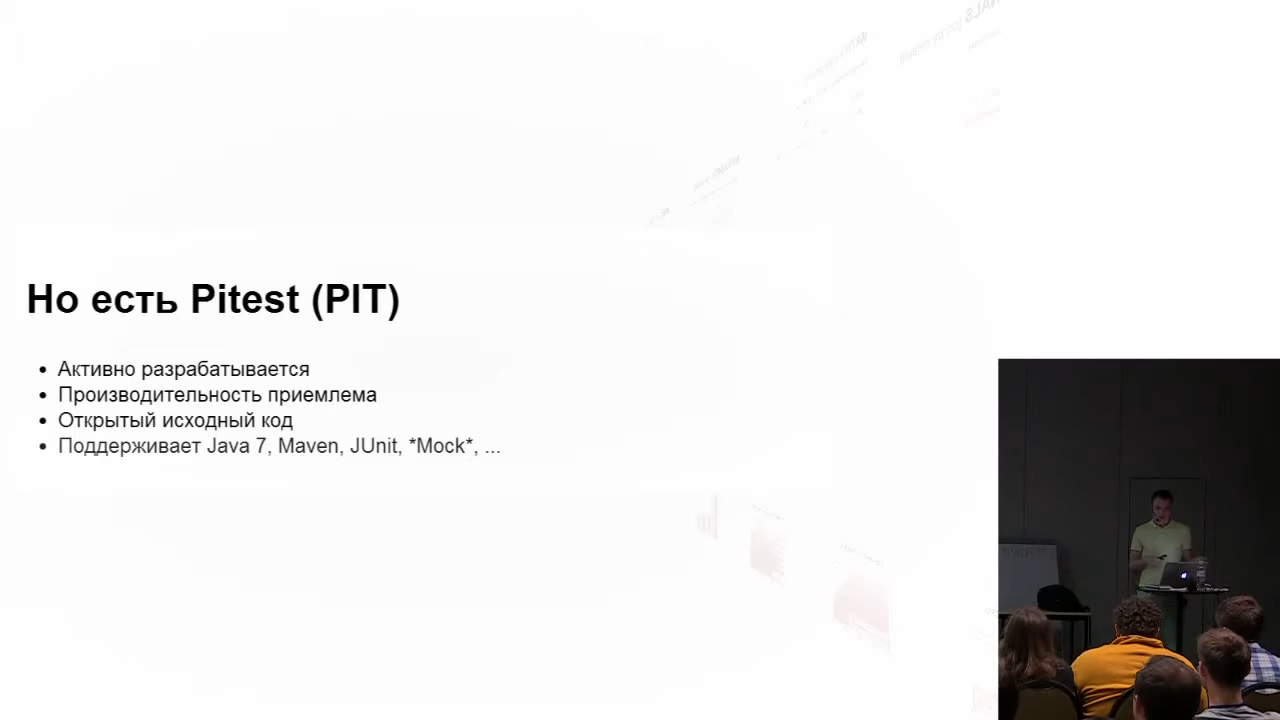 Но есть Pitest (PIT)
Активно разрабатывается
Производительность приемлема
Открытый исходный код
Поддерживает Java 7, Maven, JUnit, *Mock*, ...